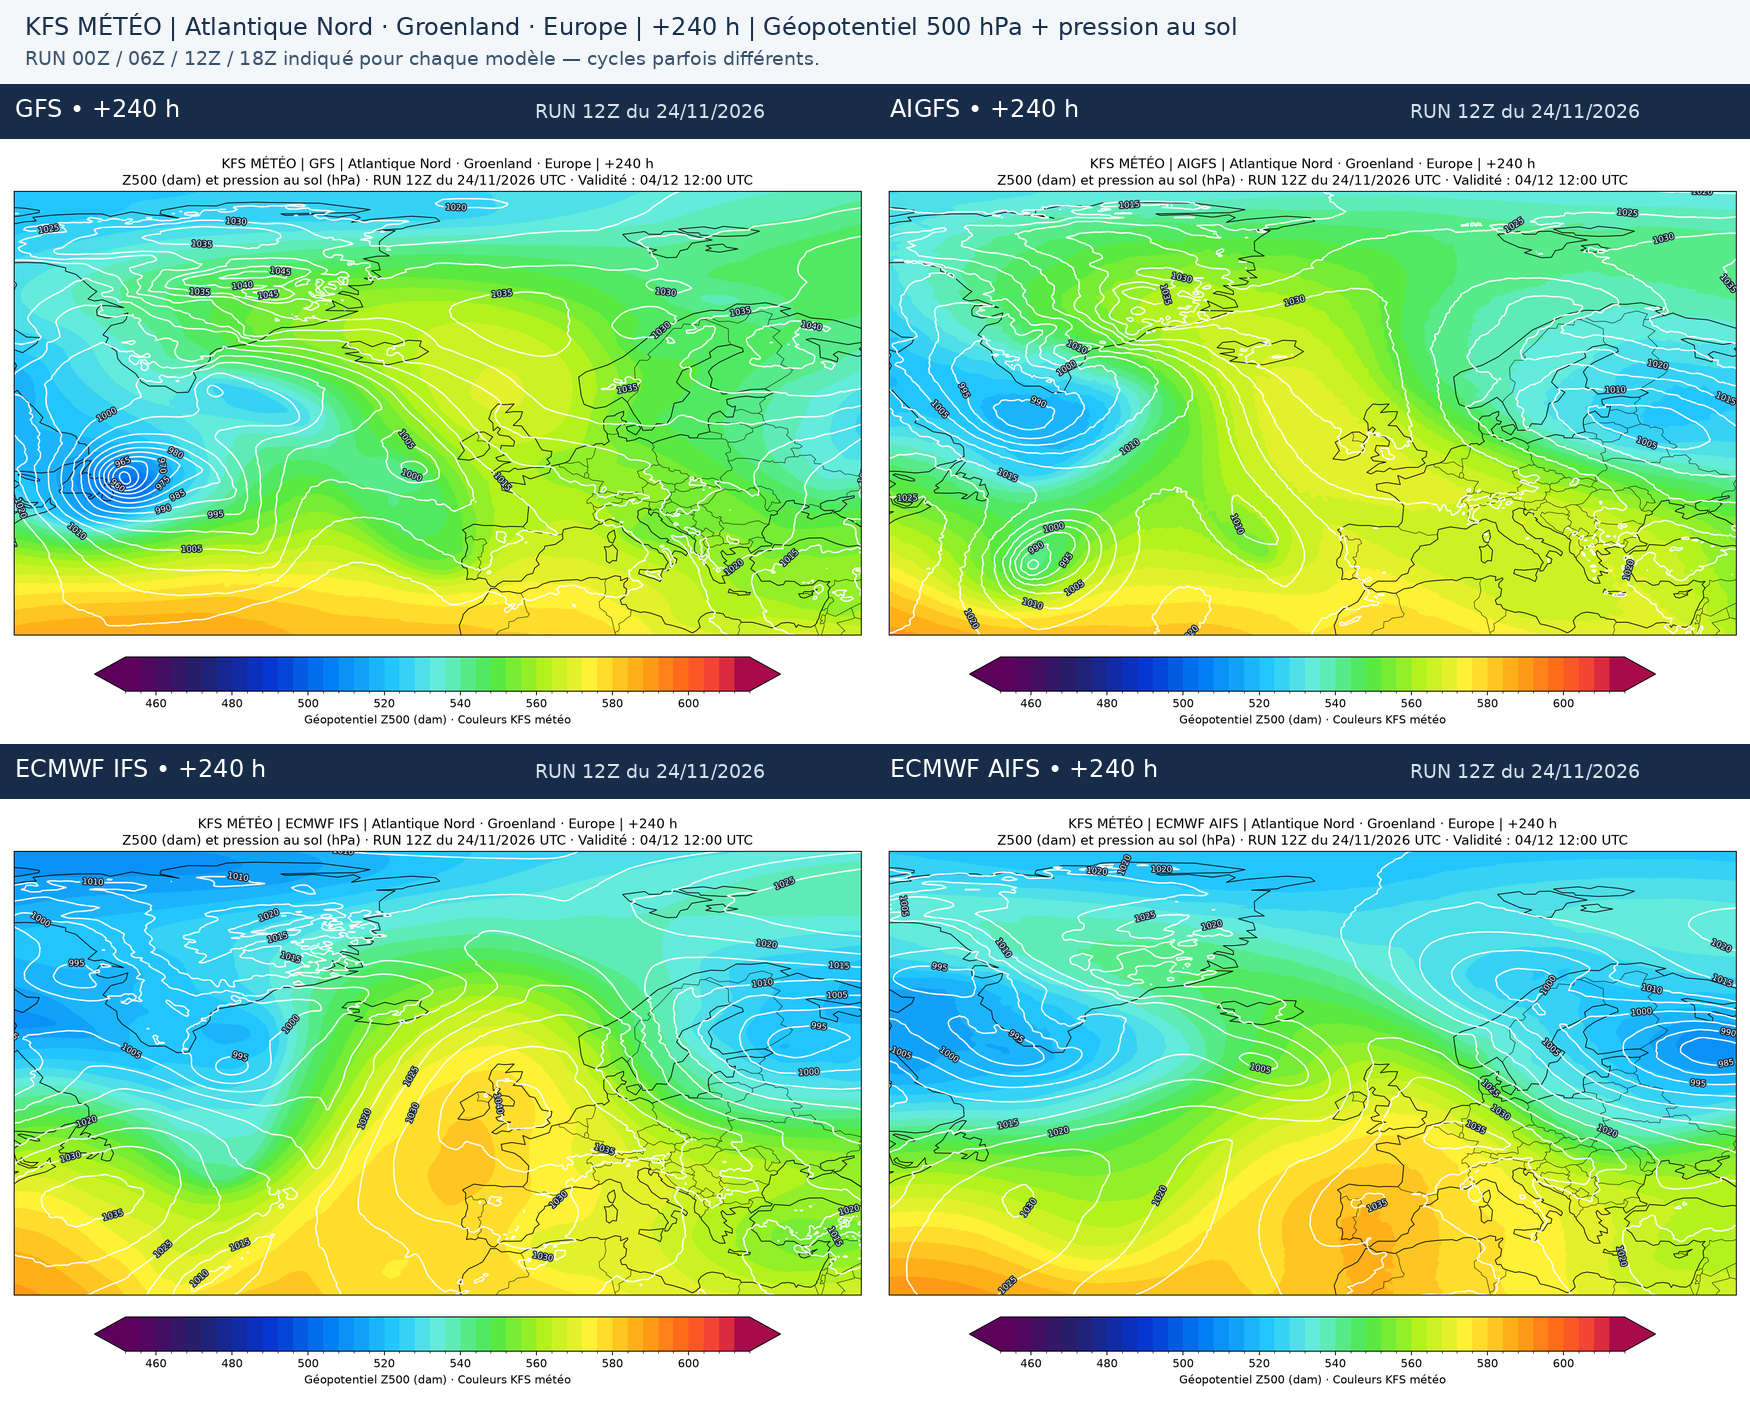 KFS MÉTÉO | Atlantique Nord · Groenland · Europe | +240 h | Géopotentiel 500 hPa + pression au sol
RUN 00Z / 06Z / 12Z / 18Z indiqué pour chaque modèle — cycles parfois différents.
GFS • +240 h
RUN 12Z du 24/11/2026
KFS MÉTÉO | GFS | Atlantique Nord · Groenland · Europe | +240 h
Z500 (dam) et pression au sol (hPa) · RUN 12Z du 24/11/2026 UTC · Validité : 04/12 12:00 UTC
460 480 500 520 540 560 580 600
Géopotentiel Z500 (dam) · Couleurs KFS météo
AIGFS • +240 h
RUN 12Z du 24/11/2026
KFS MÉTÉO | AIGFS | Atlantique Nord · Groenland · Europe | +240 h
Z500 (dam) et pression au sol (hPa) · RUN 12Z du 24/11/2026 UTC · Validité : 04/12 12:00 UTC
460 480 500 520 540 560 580 600
Géopotentiel Z500 (dam) · Couleurs KFS météo
ECMWF IFS • +240 h
RUN 12Z du 24/11/2026
KFS MÉTÉO | ECMWF IFS | Atlantique Nord · Groenland · Europe | +240 h
Z500 (dam) et pression au sol (hPa) · RUN 12Z du 24/11/2026 UTC · Validité : 04/12 12:00 UTC
460 480 500 520 540 560 580 600
Géopotentiel Z500 (dam) · Couleurs KFS météo
ECMWF AIFS • +240 h
RUN 12Z du 24/11/2026
KFS MÉTÉO | ECMWF AIFS | Atlantique Nord · Groenland · Europe | +240 h
Z500 (dam) et pression au sol (hPa) · RUN 12Z du 24/11/2026 UTC · Validité : 04/12 12:00 UTC
460 480 500 520 540 560 580 600
Géopotentiel Z500 (dam) · Couleurs KFS météo